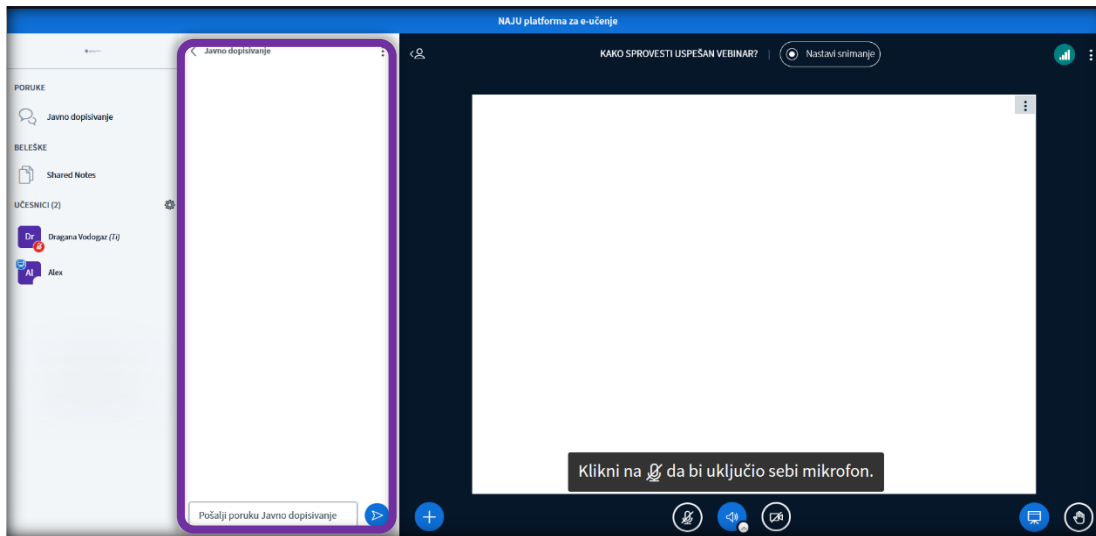 NAJU platforma za e-učenje
PORUKE
Javno dopisivanje
BELEŠKE
Shared Notes
UČESNICI (2)
Dr
Dragana Vodogaz (Ti)
Al
Alex
Javno dopisivanje
Pošalji poruku Javno dopisivanje
KAKO SPROVESTI USPEŠAN VEBINAR?
Nastavi snimanje
Klikni na da bi uključio sebi mikrofon.